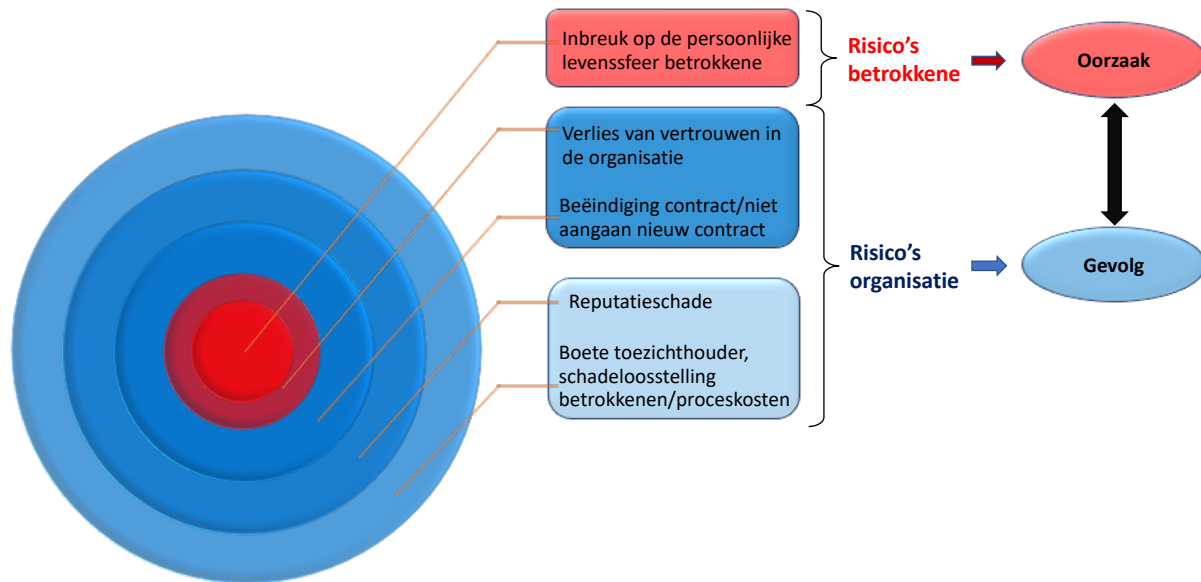 Inbreuk op de persoonlijke
levenssfeer betrokkene
Risico’s
betrokkene
Oorzaak
Verlies van vertrouwen in
de organisatie
Beëindiging contract/niet
aangaan nieuw contract
Risico’s
organisatie
Gevolg
Reputatieschade
Boete toezichthouder,
schadeloosstelling
betrokkenen/proceskosten